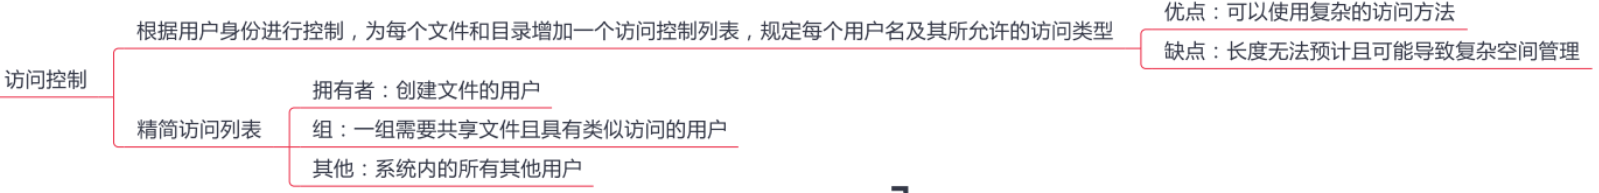 访问控制
根据用户身份进行控制，为每个文件和目录增加一个访问控制列表，规定每个用户名及其所允许的访问类型
优点：可以使用复杂的访问方法
缺点：长度无法预计且可能导致复杂空间管理
精简访问列表
拥有者：创建文件的用户
组：一组需要共享文件且具有类似访问的用户
其他：系统内的所有其他用户